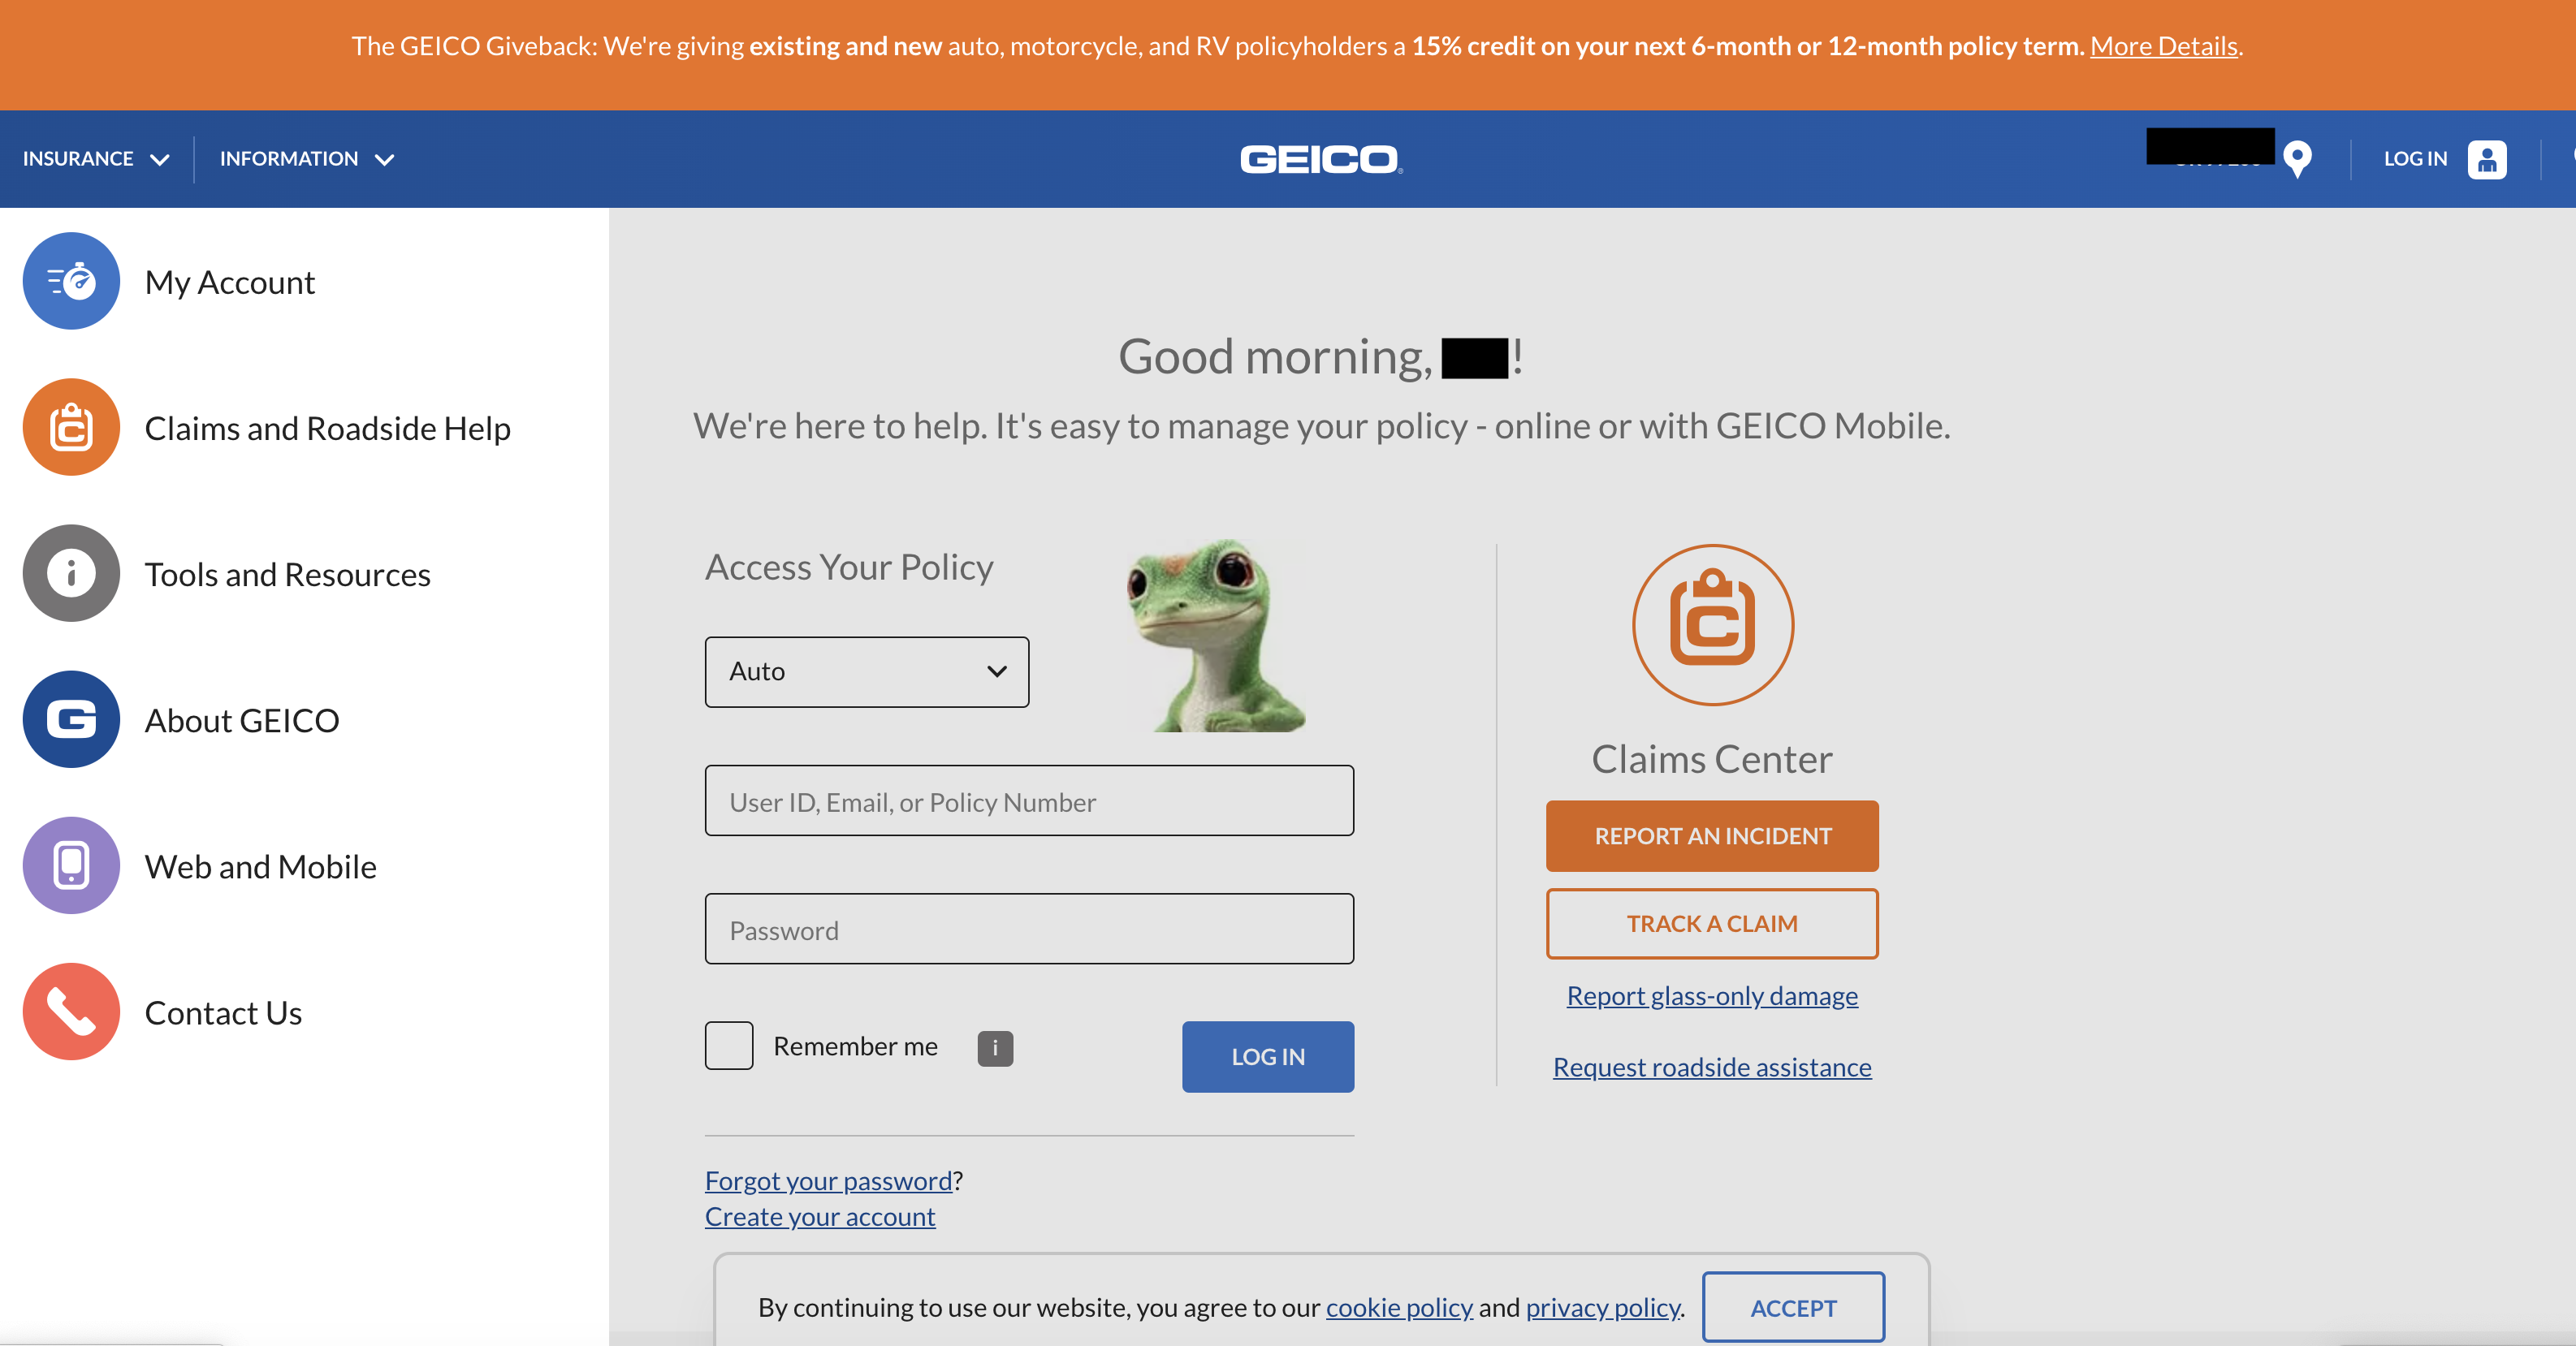 The GEICO Giveback: We're giving existing and new auto, motorcycle, and RV policyholders a 15% credit on your next 6-month or 12-month policy term. More Details.
INSURANCE
INFORMATION
GEICO
LOG IN
My Account
Claims and Roadside Help
Tools and Resources
About GEICO
Web and Mobile
Contact Us
Good morning, !
We're here to help. It's easy to manage your policy - online or with GEICO Mobile.
Access Your Policy
Auto
User ID, Email, or Policy Number
Password
Remember me
i
LOG IN
Forgot your password?
Create your account
Claims Center
REPORT AN INCIDENT
TRACK A CLAIM
Report glass-only damage
Request roadside assistance
By continuing to use our website, you agree to our cookie policy and privacy policy.
ACCEPT